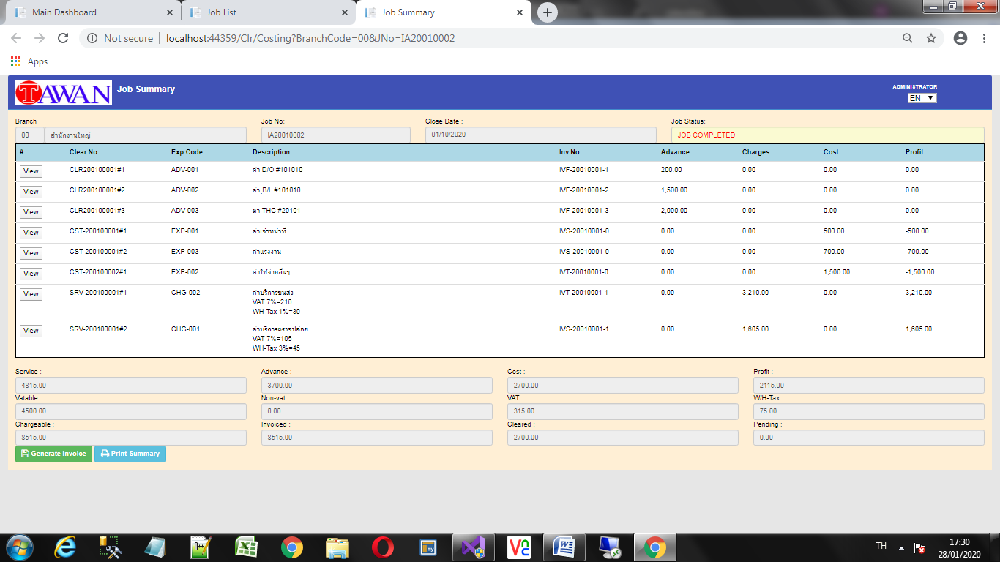 Main Dashboard
Job List
Job Summary
Not secure
localhost:44359/Clr/Costing?BranchCode=00&JNo=IA20010002
Apps
TAWAN
Job Summary
ADMINISTRATOR
EN
Branch
Job No:
Close Date :
Job Status:
00
สำนักงานใหญ่
IA20010002
01/10/2020
JOB COMPLETED
# Clear.No Exp.Code Description Inv.No Advance Charges Cost Profit
View CLR200100001#1 ADV-001 ค่า D/O #101010 IVF-20010001-1 200.00 0.00 0.00 0.00
View CLR200100001#2 ADV-002 ค่า B/L #101010 IVF-20010001-2 1,500.00 0.00 0.00 0.00
View CLR200100001#3 ADV-003 ตา THC #20101 IVF-20010001-3 2,000.00 0.00 0.00 0.00
View CST-200100001#1 EXP-001 ค่าเจ้าหน้าที่ IVS-20010001-0 0.00 0.00 500.00 -500.00
View CST-200100001#2 EXP-003 ค่าแรงงาน IVS-20010001-0 0.00 0.00 700.00 -700.00
View CST-200100002#1 EXP-002 ค่าใช้จ่ายอื่นๆ IVT-20010001-0 0.00 0.00 1,500.00 -1,500.00
View SRV-200100001#1 CHG-002 ค่าบริการขนส่ง IVT-20010001-1 0.00 3,210.00 0.00 3,210.00
VAT 7%=210
WH-Tax 1%=30
View SRV-200100001#2 CHG-001 ค่าบริการตรวจปล่อย IVS-20010001-1 0.00 1,605.00 0.00 1,605.00
VAT 7%=105
WH-Tax 3%=45
Service : Advance : Cost : Profit :
4815.00 3700.00 2700.00 2115.00
Vatable : Non-vat : VAT : W/H-Tax :
4500.00 0.00 315.00 75.00
Chargeable : Invoiced : Cleared : Pending :
8515.00 8515.00 2700.00 0.00
Generate Invoice Print Summary
TH
17:30
28/01/2020